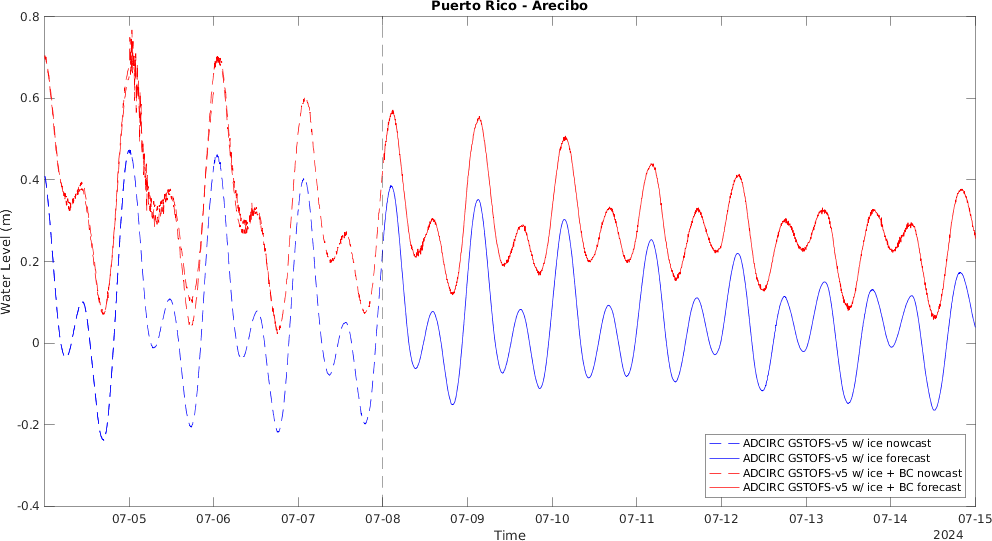 Puerto Rico - Arecibo
0.8
0.6
0.4
0.2
0
-0.2
-0.4
Water Level (m)
07-05 07-06 07-07 07-08 07-09 07-10 07-11 07-12 07-13 07-14 07-15
Time
2024
ADCIRC GSTOFS-v5 w/ ice nowcast
ADCIRC GSTOFS-v5 w/ ice forecast
ADCIRC GSTOFS-v5 w/ ice + BC nowcast
ADCIRC GSTOFS-v5 w/ ice + BC forecast